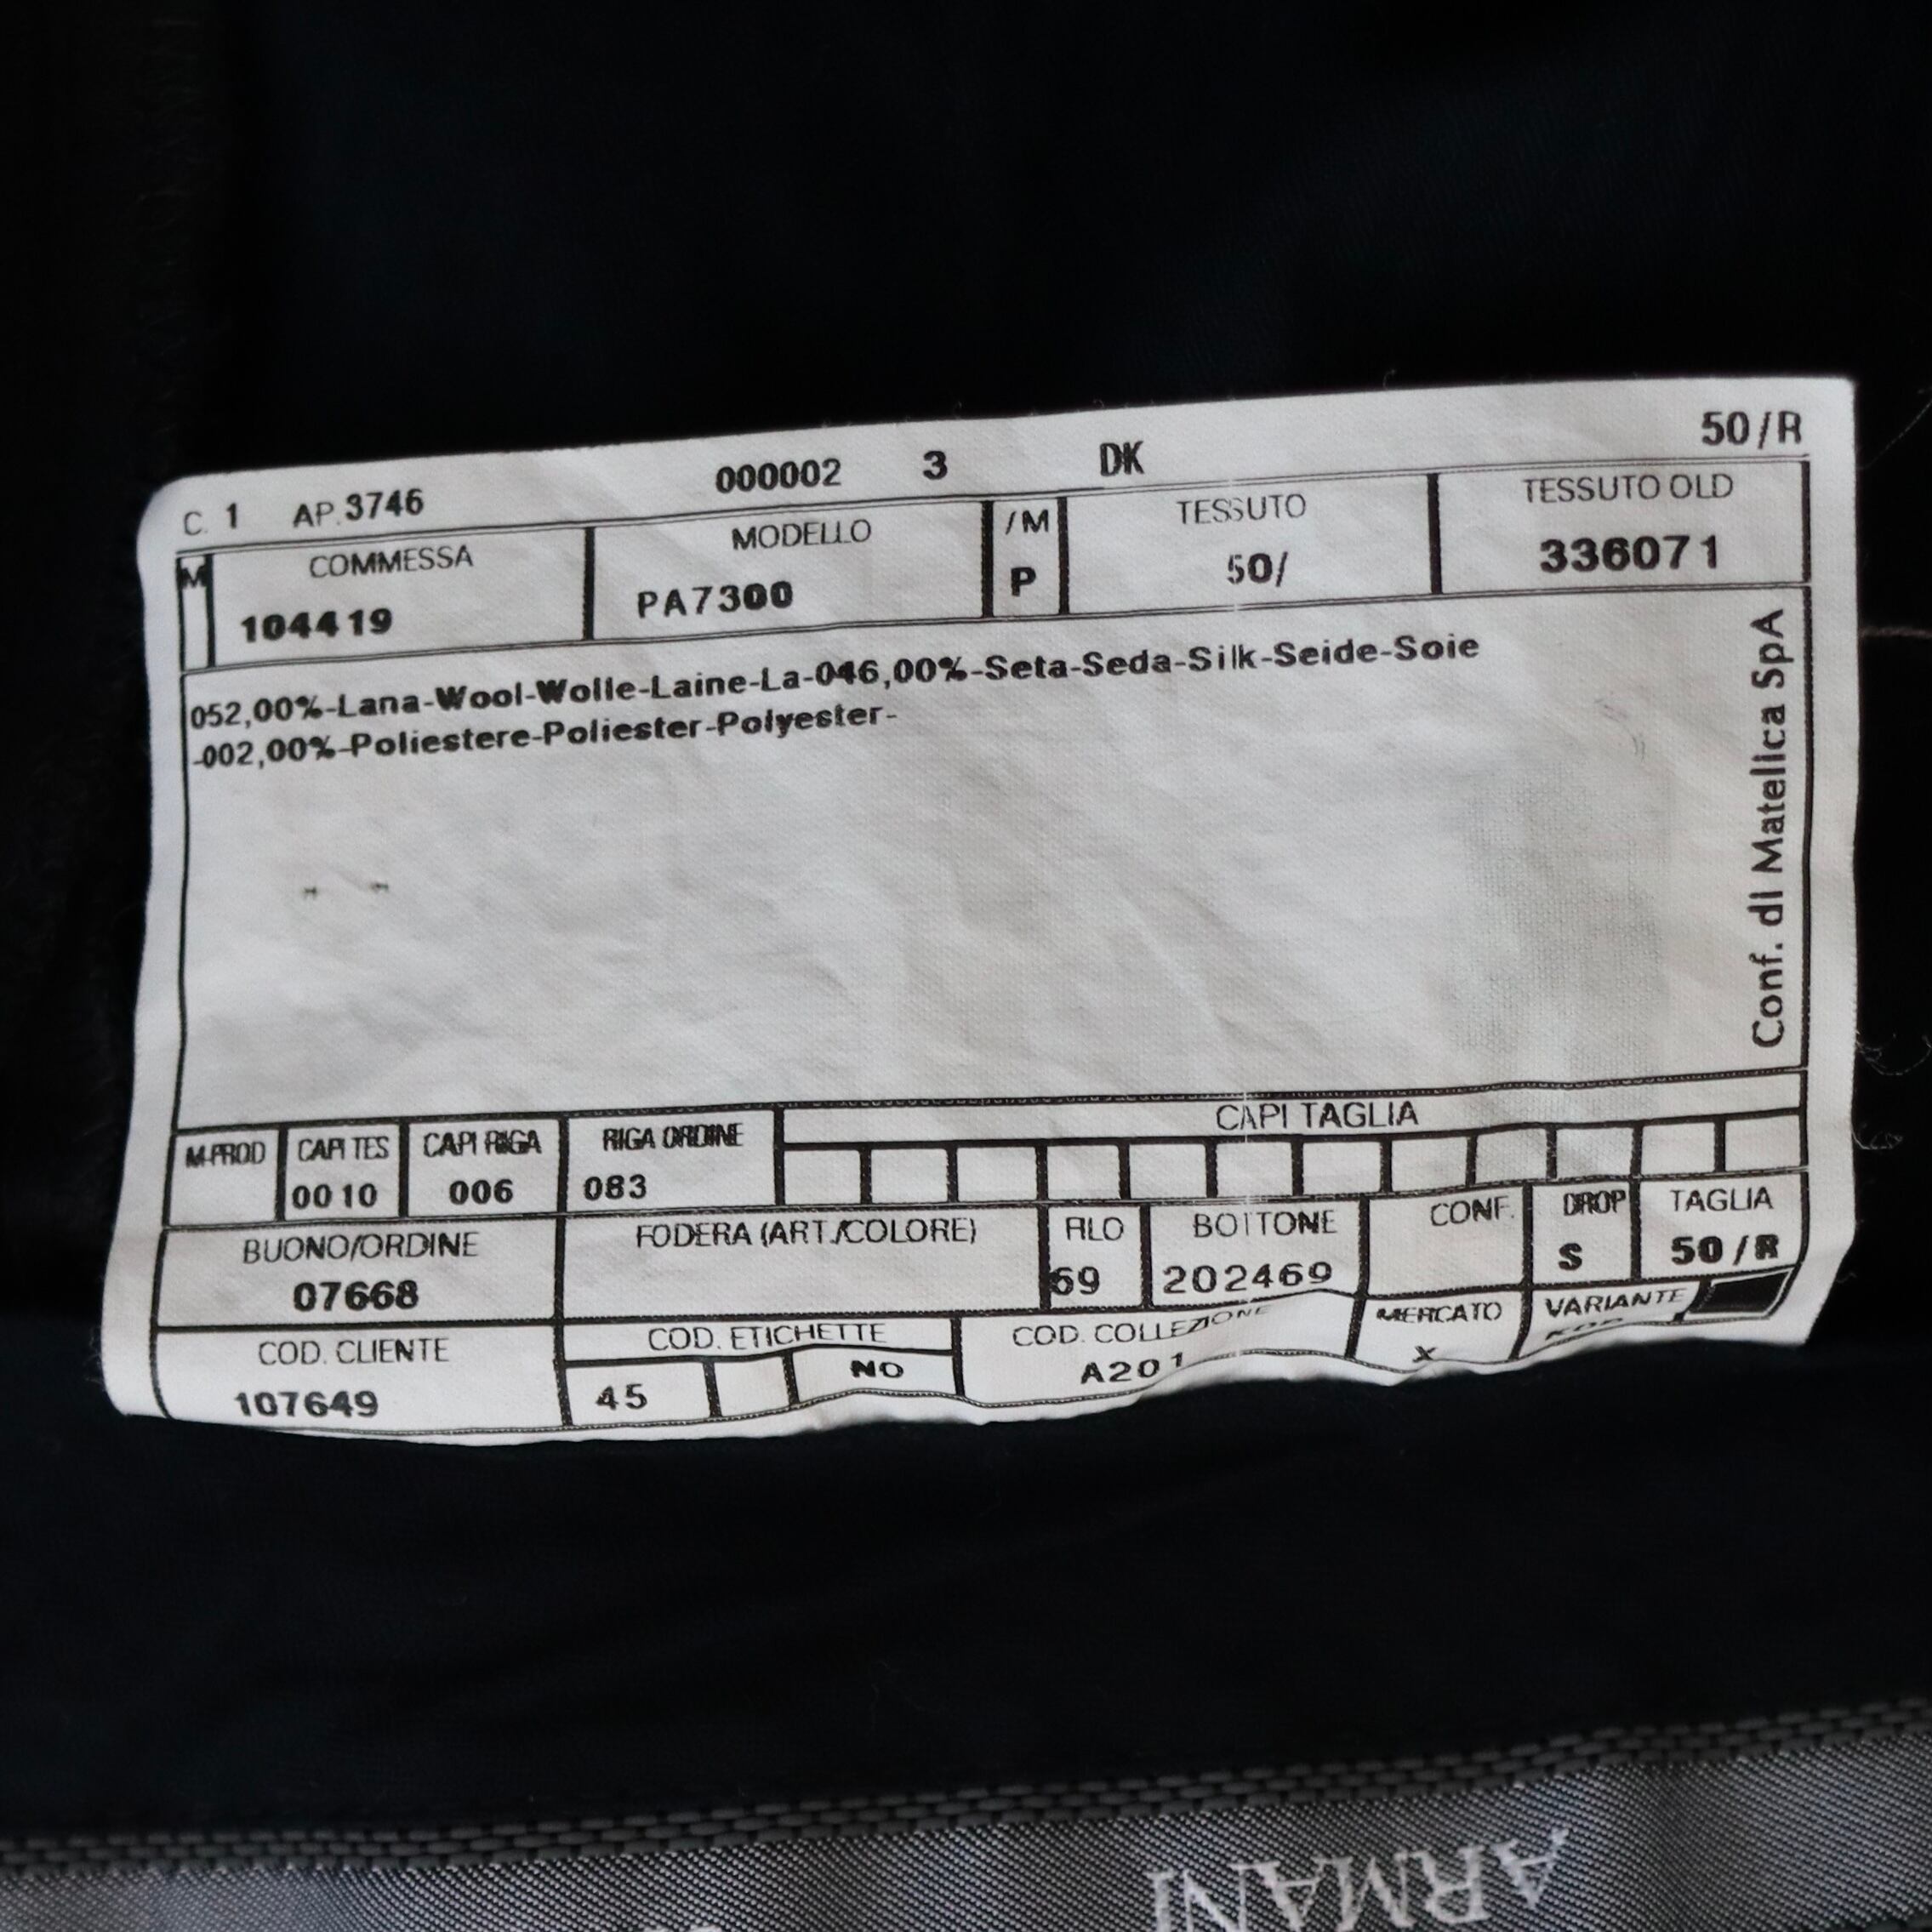 C. 1 AP.3746 000002 3 DK 50/R
M COMMESSA MODELLO /M TESSUTO TESSUTO OLD
104419 PA7300 P 50/ 336071
052,00%-Lana-Wool-Wolle-Laine-La-046,00%-Seta-Seda-Silk-Seide-Soie
-002,00%-Poliestere-Poliester-Polyester-
Conf. di Matelica SpA
CAPI TAGLIA
M-PROD CAPI TES CAPI RIGA RIGA ORDINE
0010 006 083
BUONO/ORDINE FODERA (ART./COLORE) FILO BOTTONE CONF. DROP TAGLIA
07668 69 202469 S 50/R
COD. CLIENTE COD. ETICHETTE COD. COLLEZIONE MERCATO VARIANTE
107649 45 NO A201 X
ARMANI